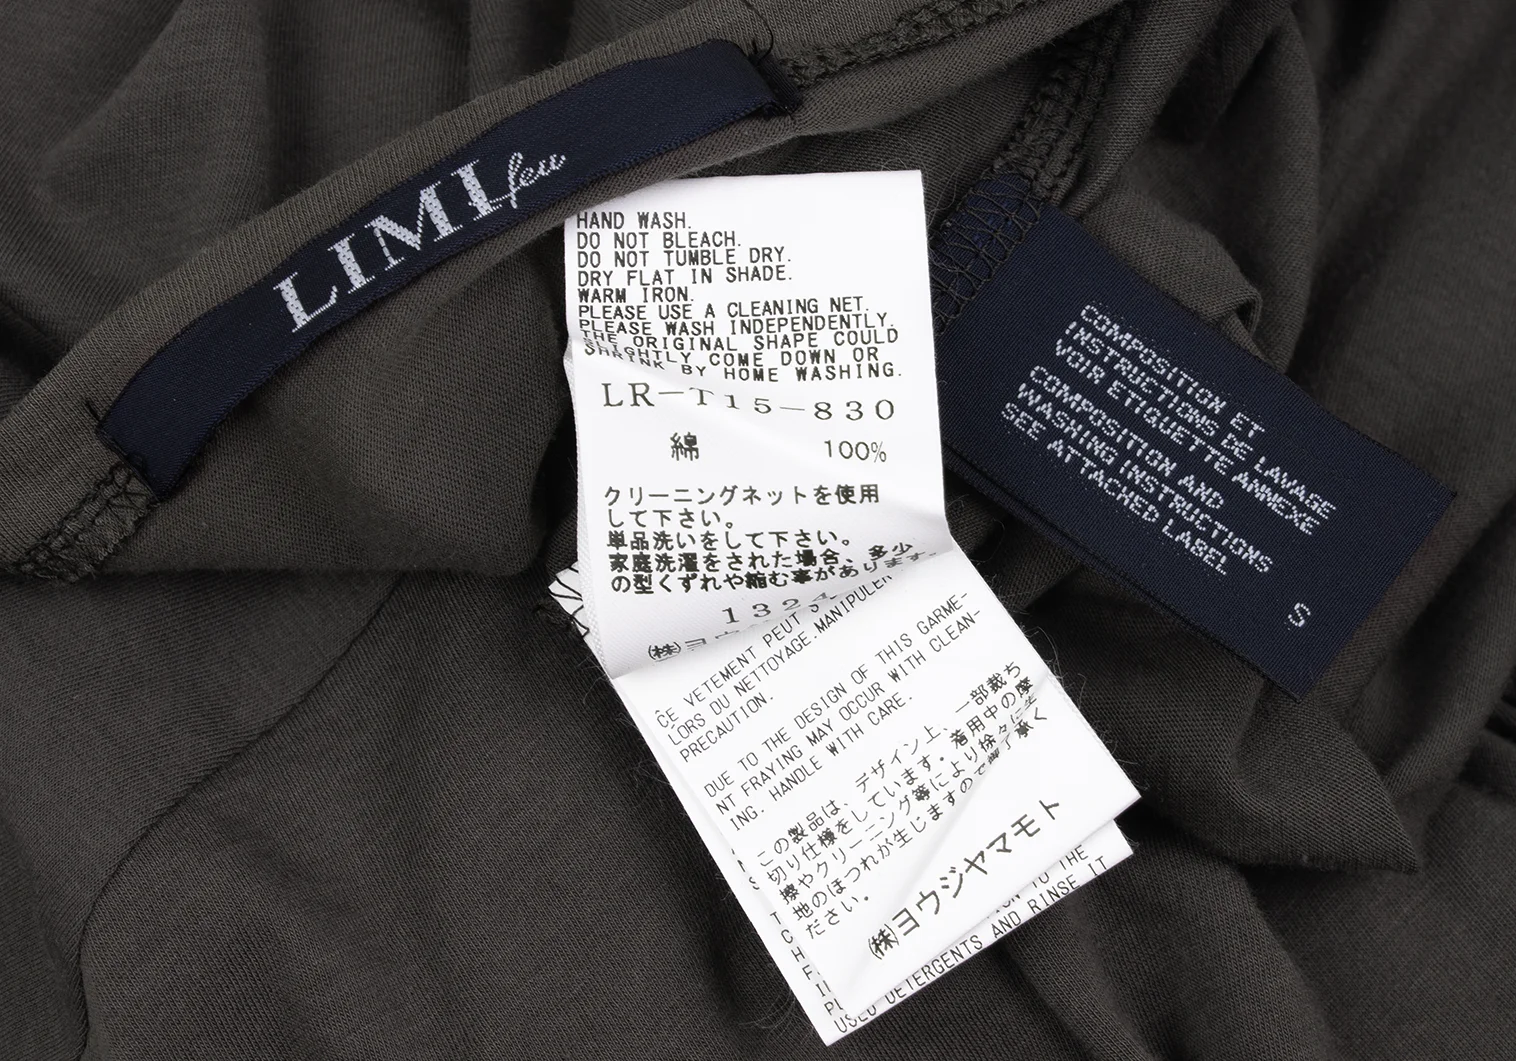 LIMI feu
HAND WASH.
DO NOT BLEACH.
DO NOT TUMBLE DRY.
DRY FLAT IN SHADE.
WARM IRON.
PLEASE USE A CLEANING NET.
PLEASE WASH INDEPENDENTLY.
THE ORIGINAL SHAPE COULD
SLIGHTLY COME DOWN OR
SHRINK BY HOME WASHING.
LR-T15-830
綿 100%
クリーニングネットを使用
して下さい。
単品洗いをして下さい。
家庭洗濯をされた場合、多少
の型くずれや縮む事があります。
1324
㈱ヨウ
CE VETEMENT PEUT
LORS DU NETTOYAGE.MANIPULER
PRECAUTION.
DUE TO THE DESIGN OF THIS GARME-
NT FRAYING MAY OCCUR WITH CLEAN-
ING. HANDLE WITH CARE.
この製品は、デザイン上、一部裁ち
切り仕様をしています。着用中の摩
擦やクリーニング等により徐々に生
地のほつれが生じますので御了承く
ださい。
㈱ヨウジヤマモト
TO THE
DETERGENTS AND RINSE IT
COMPOSITION ET
INSTRUCTIONS DE LAVAGE
VOIR ETIQUETTE ANNEXE
COMPOSITION AND
WASHING INSTRUCTIONS
SEE ATTACHED LABEL
S